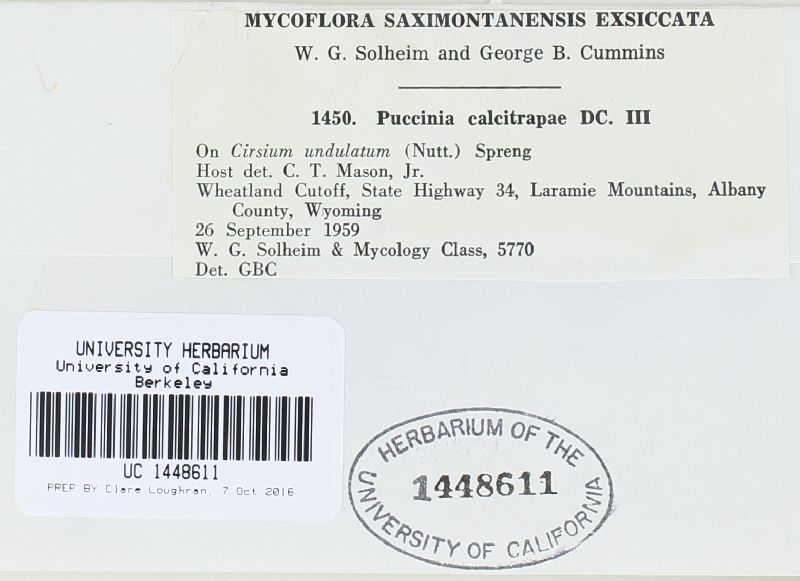 MYCOFLORA SAXIMONTANENSIS EXSICCATA
W. G. Solheim and George B. Cummins
1450. Puccinia calcitrapae DC. III
On Cirsium undulatum (Nutt.) Spreng
Host det. C. T. Mason, Jr.
Wheatland Cutoff, State Highway 34, Laramie Mountains, Albany
County, Wyoming
26 September 1959
W. G. Solheim & Mycology Class, 5770
Det. GBC
UNIVERSITY HERBARIUM
University of California
Berkeley
UC 1448611
PREP BY Clare Loughran, 7 Oct 2016
HERBARIUM OF THE
1448611
UNIVERSITY OF CALIFORNIA